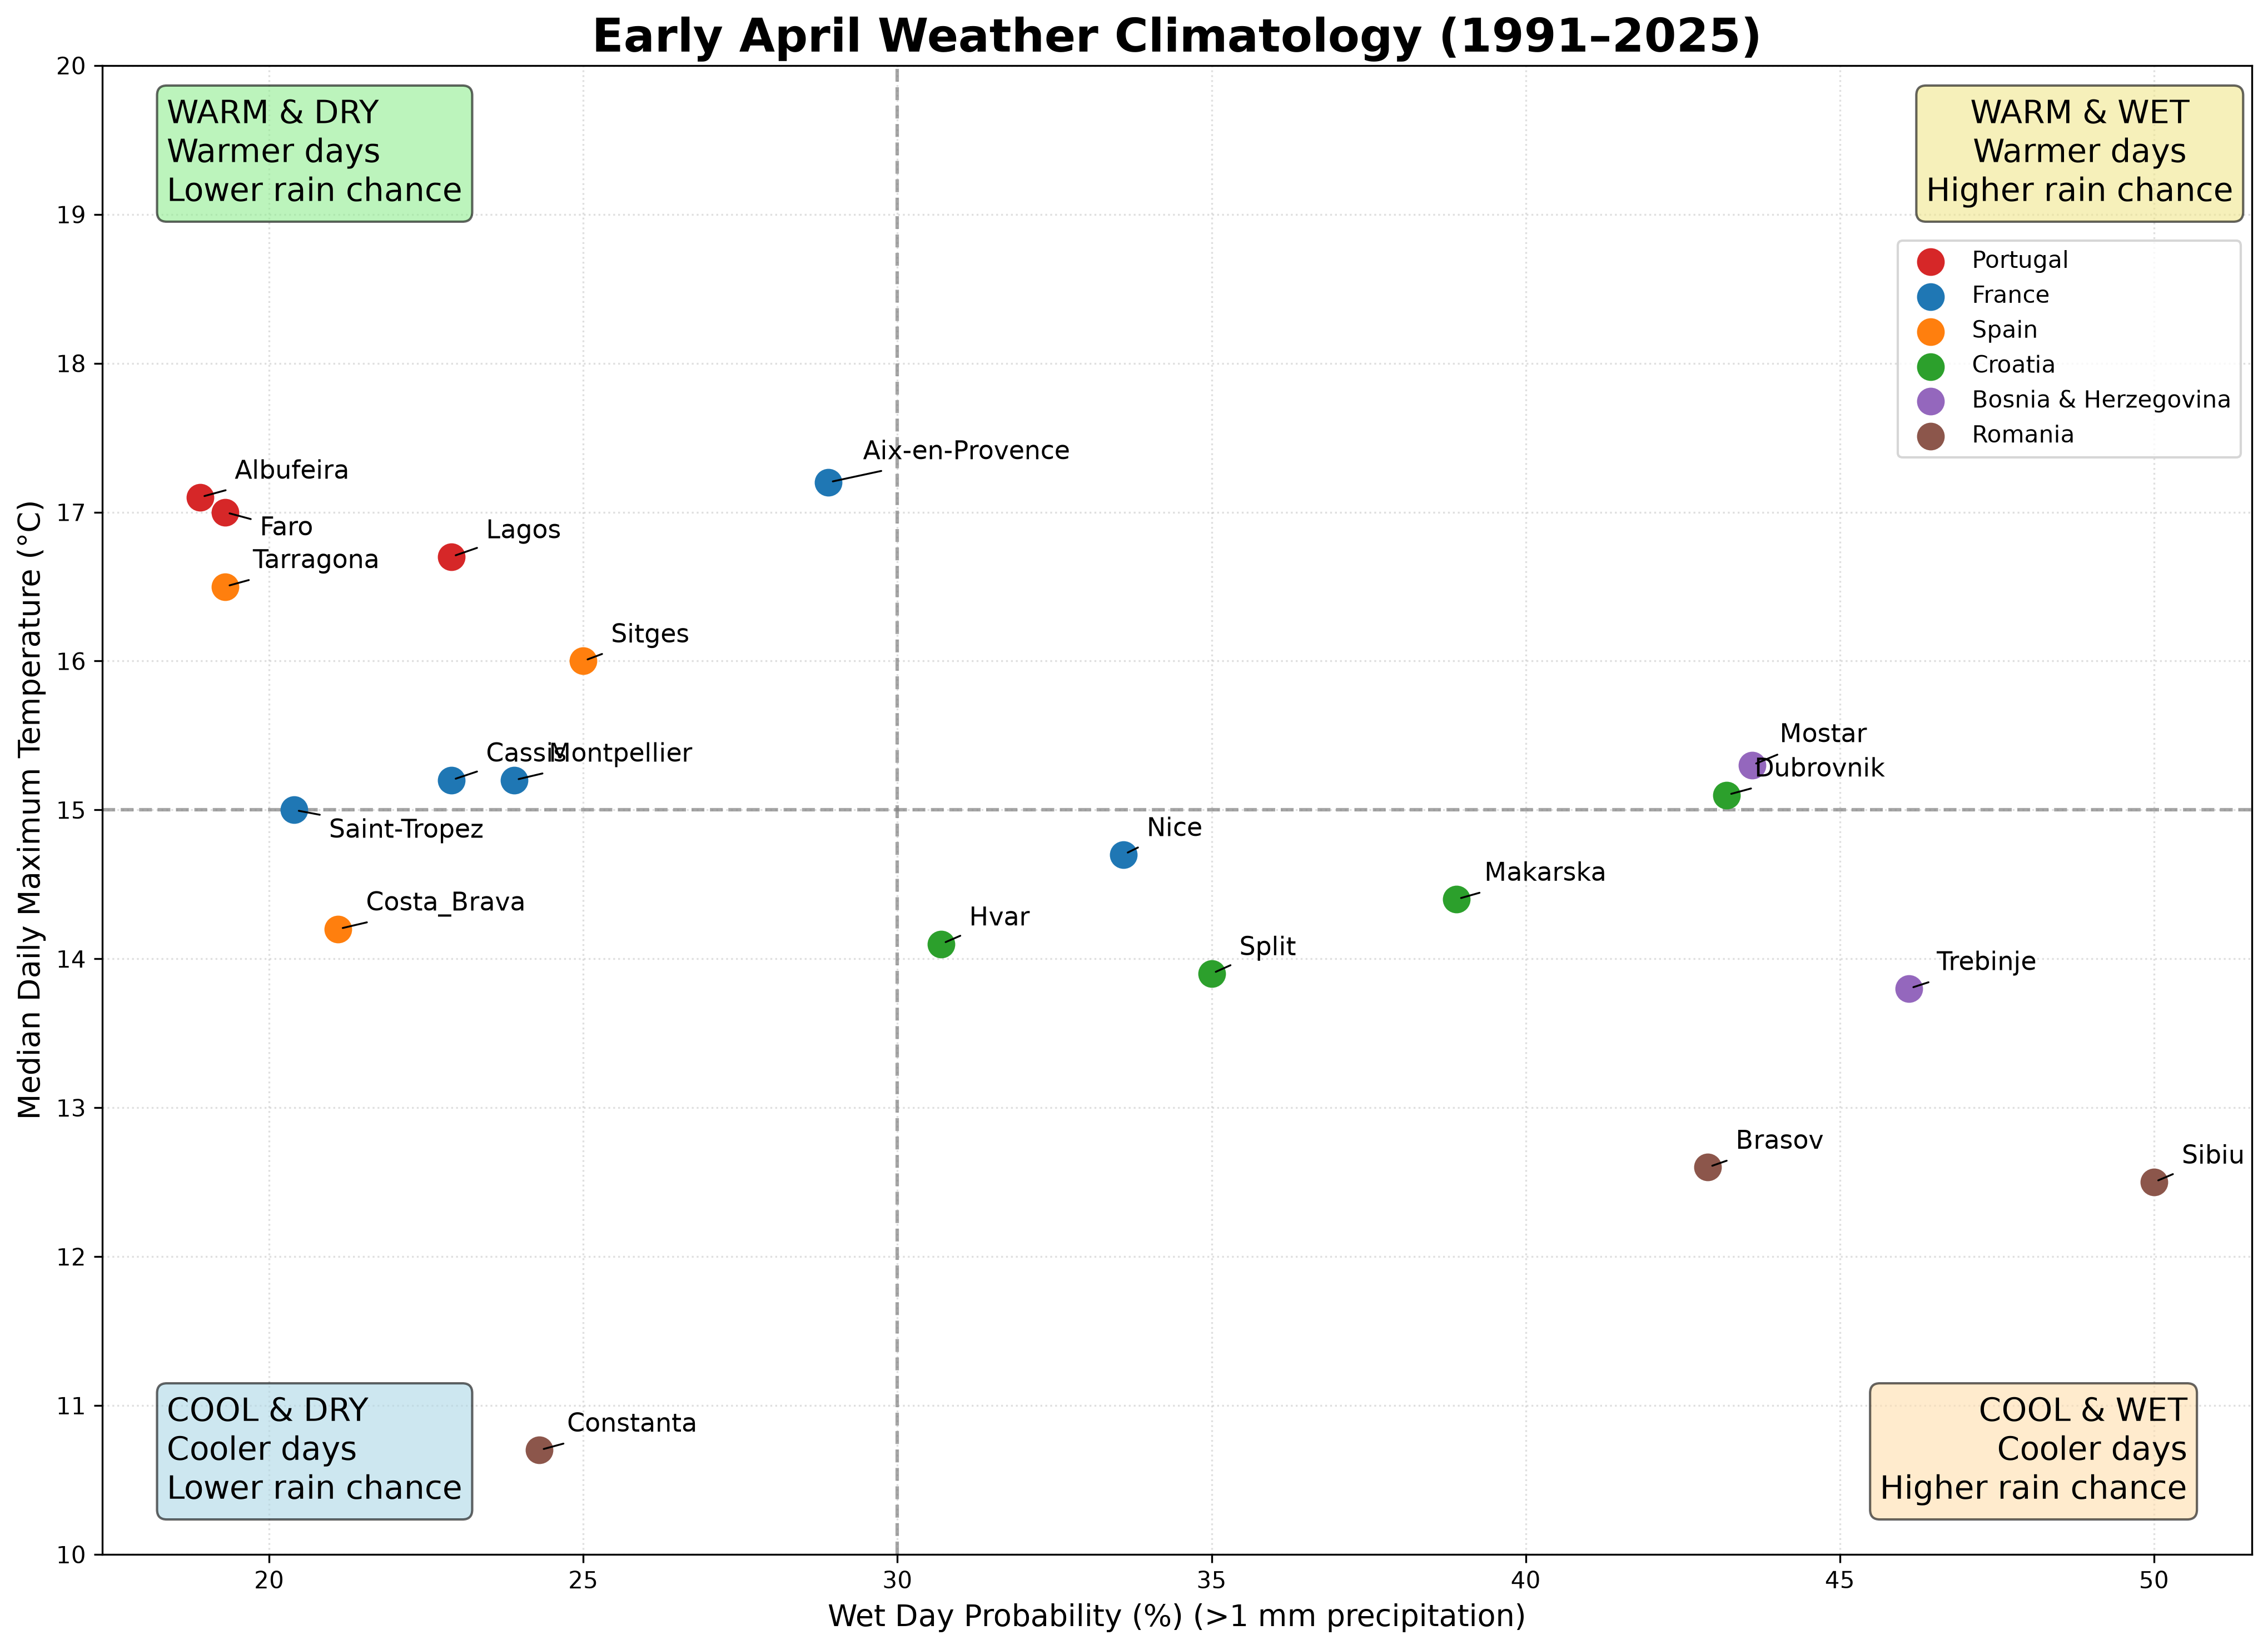 Early April Weather Climatology (1991–2025)
Median Daily Maximum Temperature (°C)
20
19
18
17
16
15
14
13
12
11
10
WARM & DRY
Warmer days
Lower rain chance
WARM & WET
Warmer days
Higher rain chance
Portugal
France
Spain
Croatia
Bosnia & Herzegovina
Romania
Aix-en-Provence
Albufeira
Faro
Lagos
Tarragona
Sitges
Cassis
Montpellier
Mostar
Dubrovnik
Saint-Tropez
Nice
Makarska
Costa_Brava
Hvar
Split
Trebinje
Brasov
Sibiu
Constanta
COOL & DRY
Cooler days
Lower rain chance
COOL & WET
Cooler days
Higher rain chance
20
25
30
35
40
45
50
Wet Day Probability (%) (>1 mm precipitation)